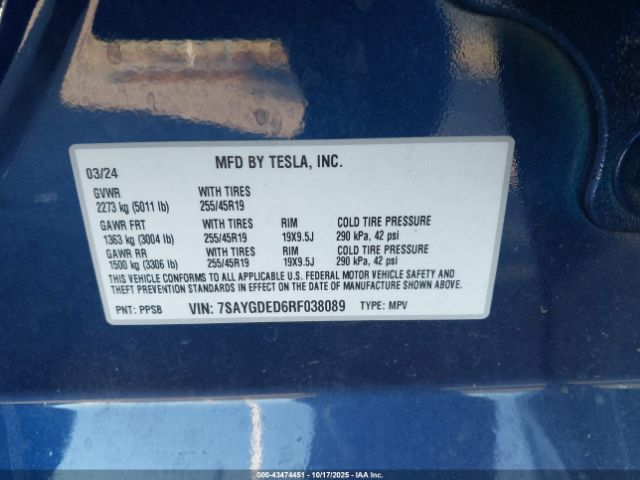 03/24 MFD BY TESLA, INC.
GVWR WITH TIRES
2273 kg (5011 lb) 255/45R19
GAWR FRT WITH TIRES RIM COLD TIRE PRESSURE
1363 kg (3004 lb) 255/45R19 19X9.5J 290 kPa, 42 psi
GAWR RR WITH TIRES RIM COLD TIRE PRESSURE
1500 kg (3306 lb) 255/45R19 19X9.5J 290 kPa, 42 psi
THIS VEHICLE CONFORMS TO ALL APPLICABLE U.S. FEDERAL MOTOR VEHICLE SAFETY AND
THEFT PREVENTION STANDARDS IN EFFECT ON THE DATE OF MANUFACTURE SHOWN ABOVE.
PNT: PPSB VIN: 7SAYGDED6RF038089 TYPE: MPV
000-43474451 - 10/17/2025 - IAAI.COM